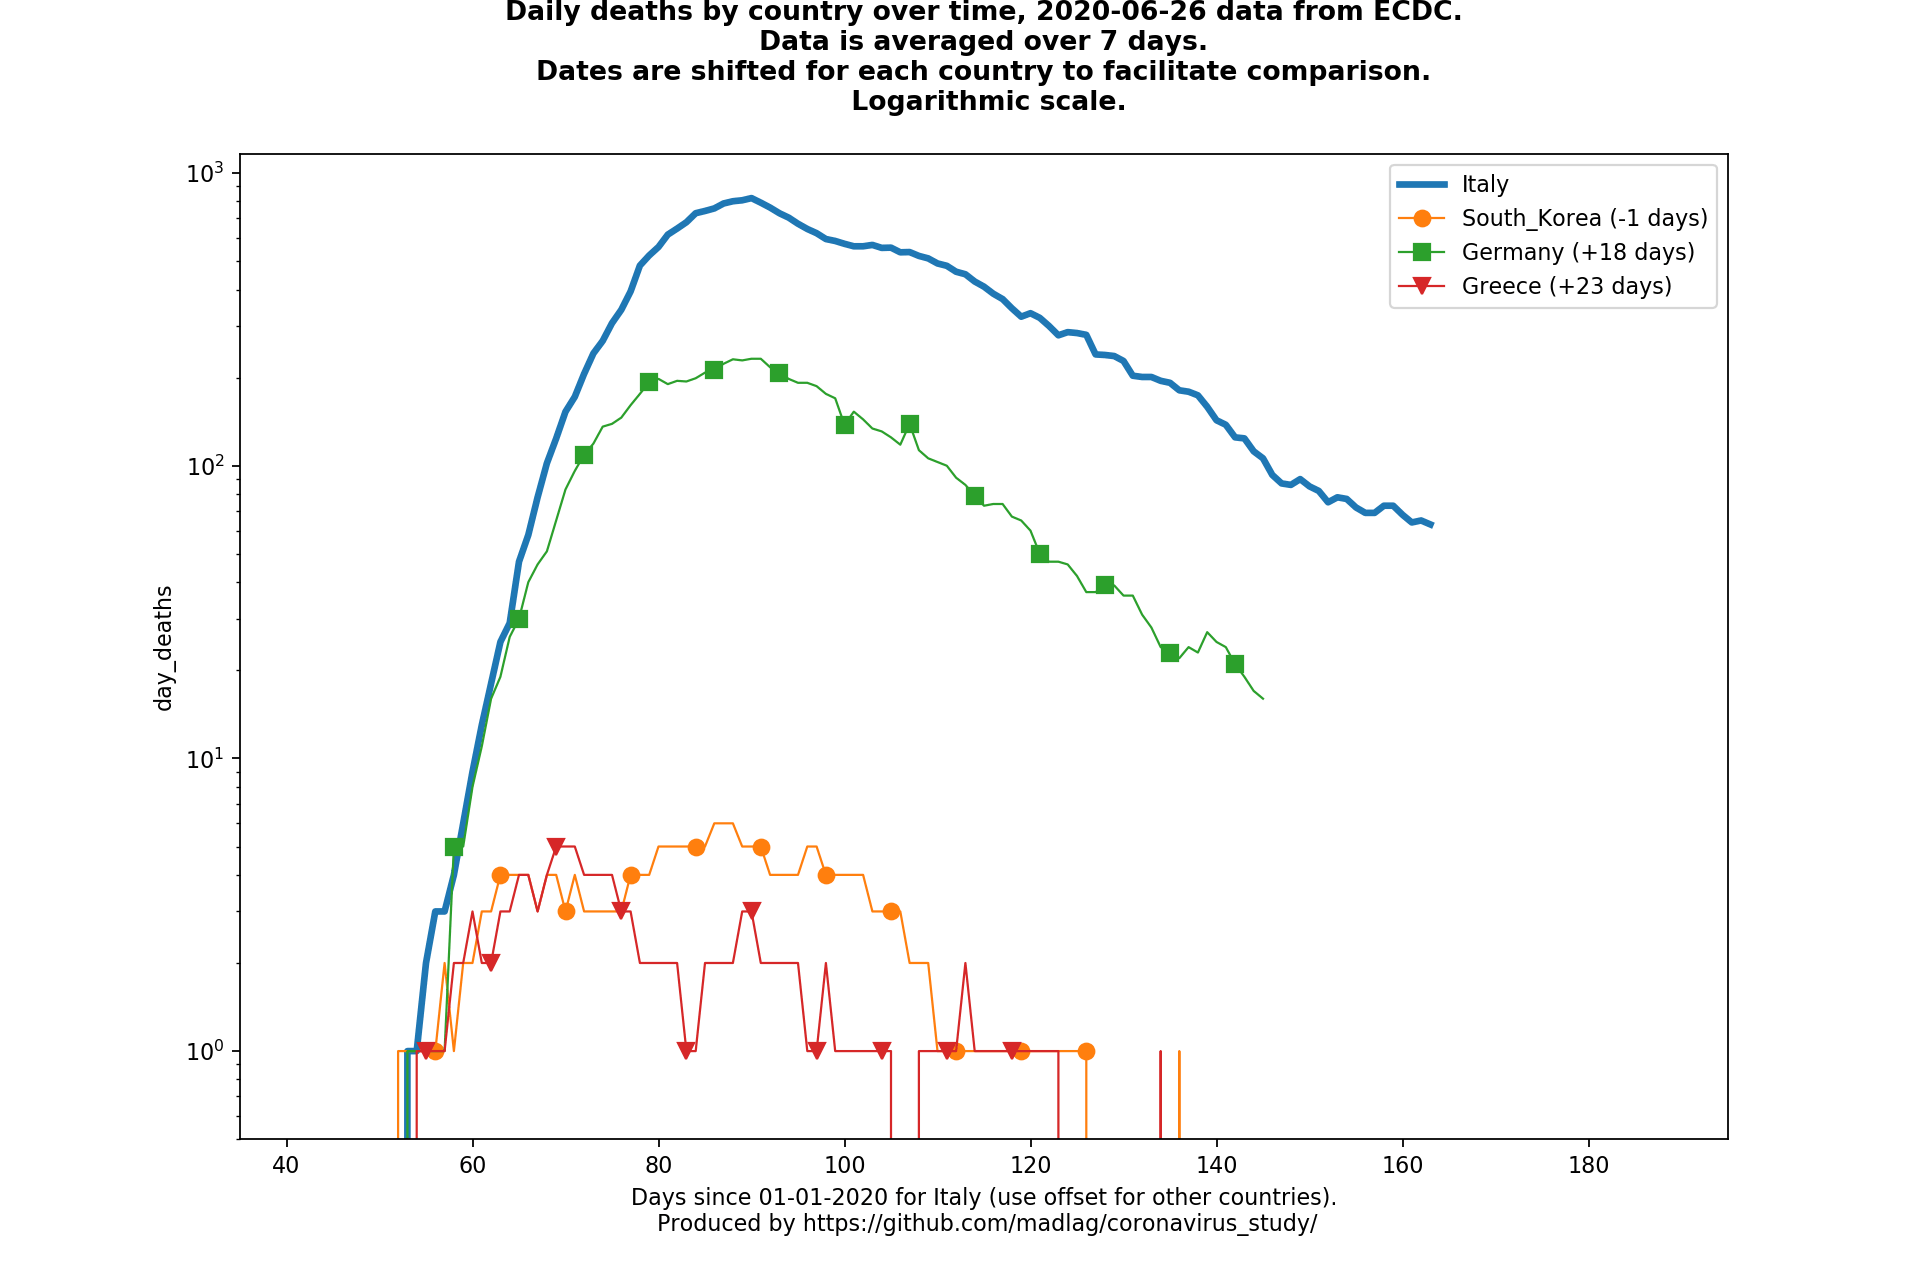 Daily deaths by country over time, 2020-06-26 data from ECDC.
Data is averaged over 7 days.
Dates are shifted for each country to facilitate comparison.
Logarithmic scale.
10³
10²
10¹
10⁰
day_deaths
Italy
South_Korea (-1 days)
Germany (+18 days)
Greece (+23 days)
40 60 80 100 120 140 160 180
Days since 01-01-2020 for Italy (use offset for other countries).
Produced by https://github.com/madlag/coronavirus_study/